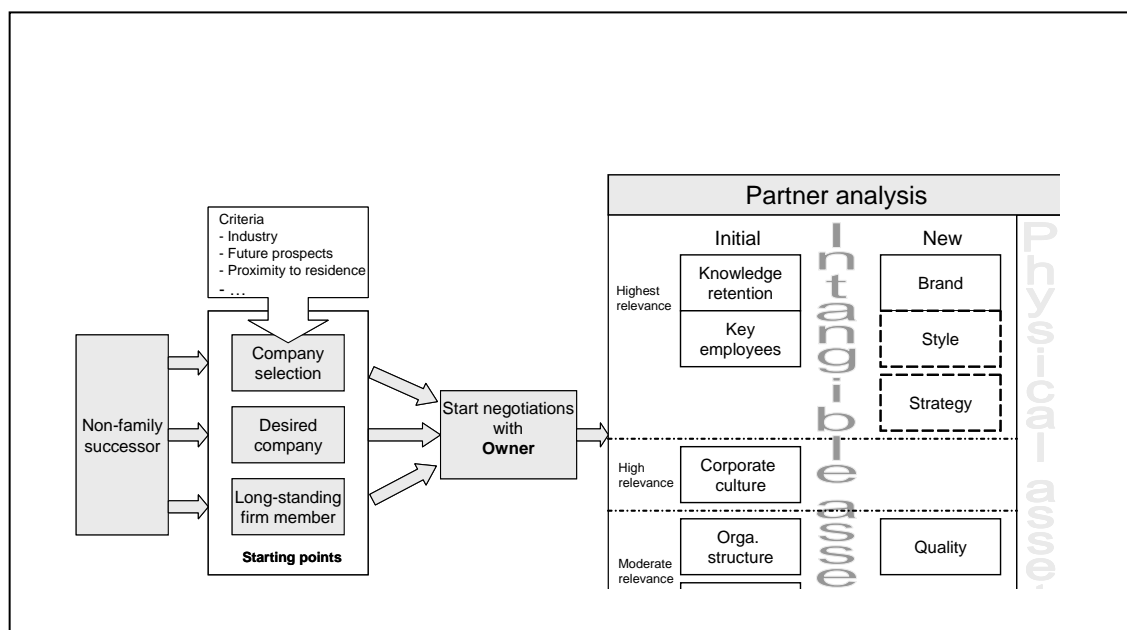 Criteria
- Industry
- Future prospects
- Proximity to residence
- ...
Non-family
successor
Company
selection
Desired
company
Long-standing
firm member
Starting points
Start negotiations
with
Owner
Partner analysis
Initial
New
Highest
relevance
Knowledge
retention
Key
employees
Brand
Style
Strategy
High
relevance
Corporate
culture
Moderate
relevance
Orga.
structure
Quality
Intangible asse
Physical asse